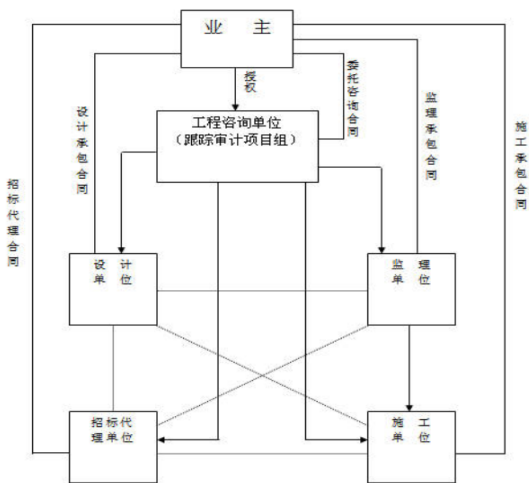 业 主
授权
委托咨询合同
工程咨询单位
（跟踪审计项目组）
设计承包合同
监理承包合同
招标代理合同
施工承包合同
设 计
单 位
监 理
单 位
招标代
理单位
施 工
单 位